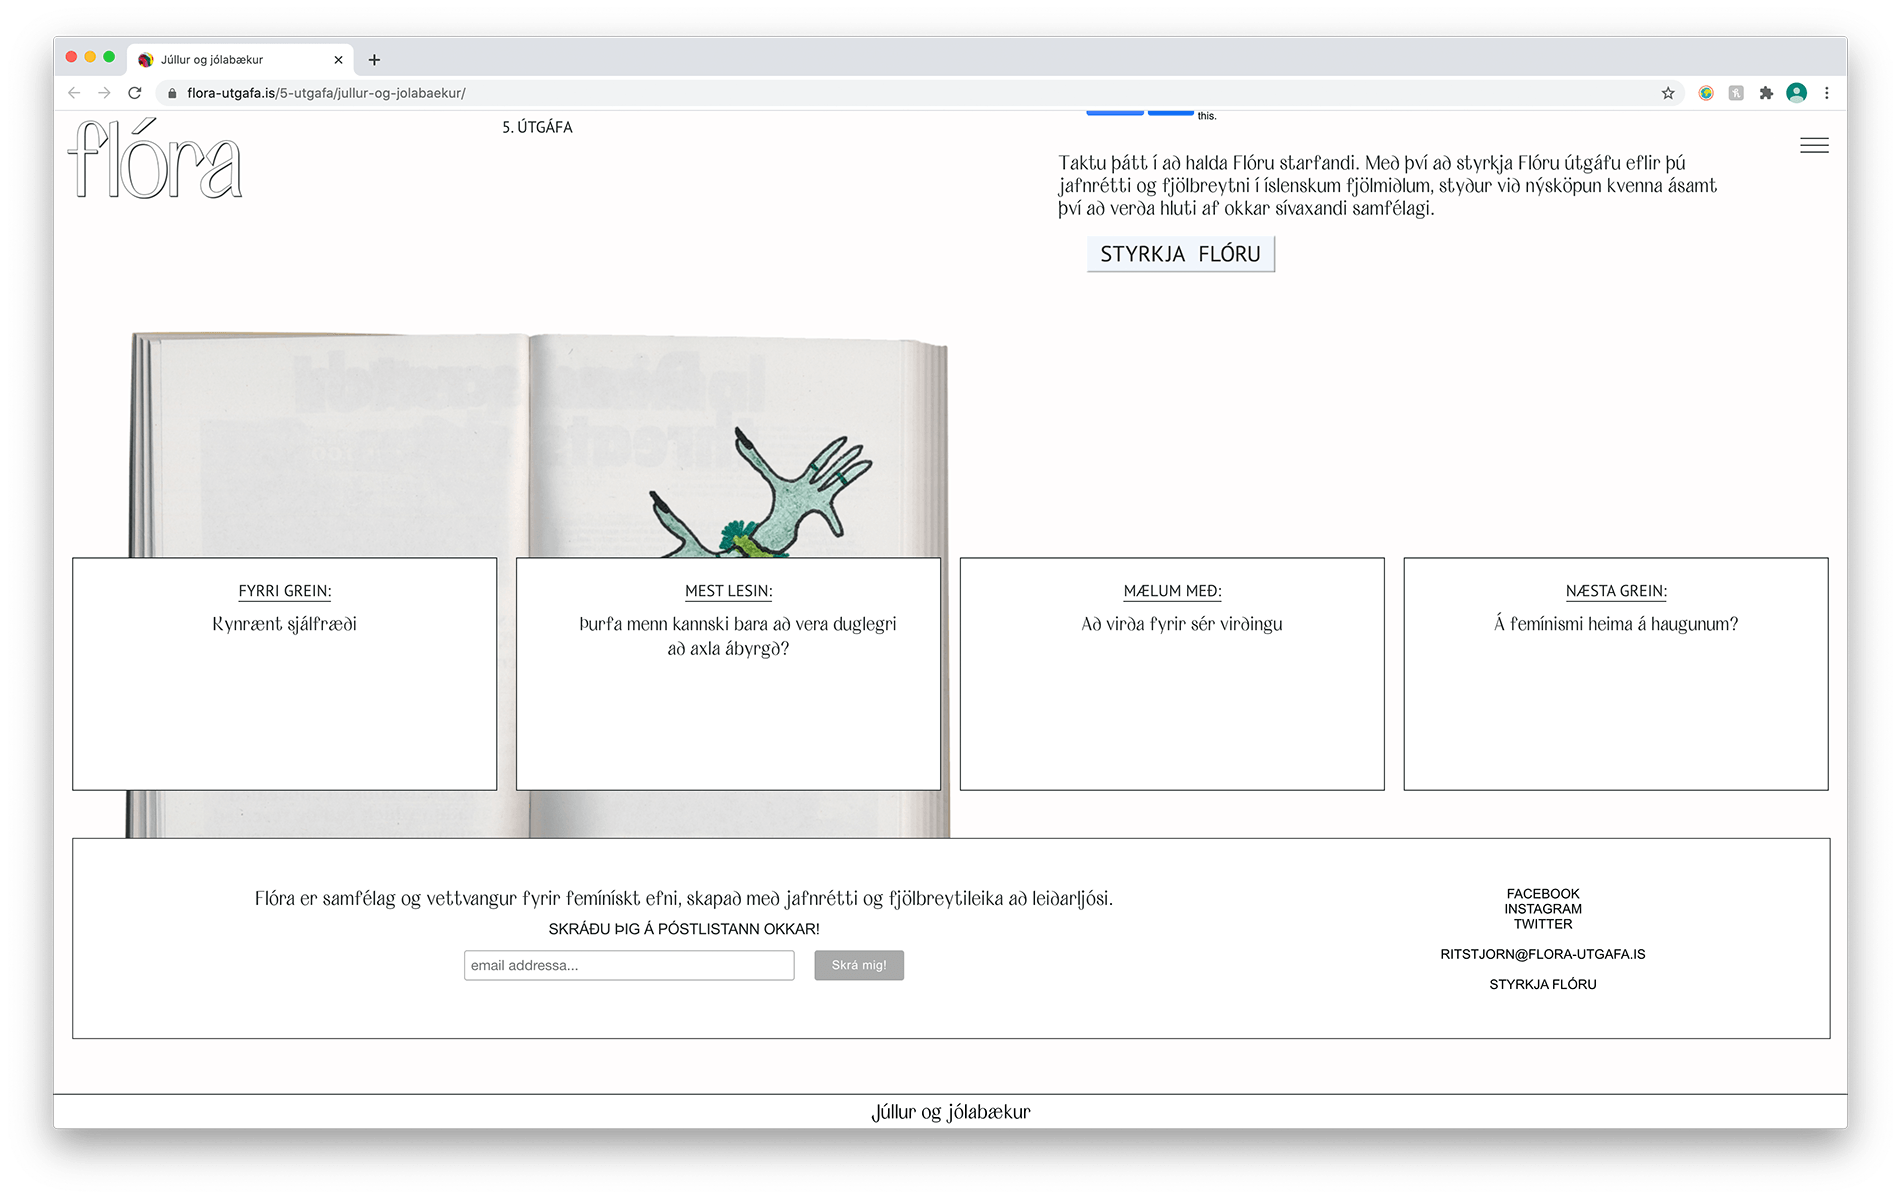 Júllur og jólabækur
flora-utgafa.is/5-utgafa/jullur-og-jolabaekur/
flóra
5. ÚTGÁFA
this.
Taktu þátt í að halda Flóru starfandi. Með því að styrkja Flóru útgáfu eflir þú
jafnrétti og fjölbreytni í íslenskum fjölmiðlum, styður við nýsköpun kvenna ásamt
því að verða hluti af okkar sívaxandi samfélagi.
STYRKJA FLÓRU
FYRRI GREIN:
Kynrænt sjálfræði
MEST LESIN:
Þurfa menn kannski bara að vera duglegri
að axla ábyrgð?
MÆLUM MEÐ:
Að virða fyrir sér virðingu
NÆSTA GREIN:
Á femínismi heima á haugunum?
Flóra er samfélag og vettvangur fyrir femínískt efni, skapað með jafnrétti og fjölbreytileika að leiðarljósi.
SKRÁÐU ÞIG Á PÓSTLISTANN OKKAR!
email addressa...
Skrá mig!
FACEBOOK
INSTAGRAM
TWITTER
RITSTJORN@FLORA-UTGAFA.IS
STYRKJA FLÓRU
Júllur og jólabækur